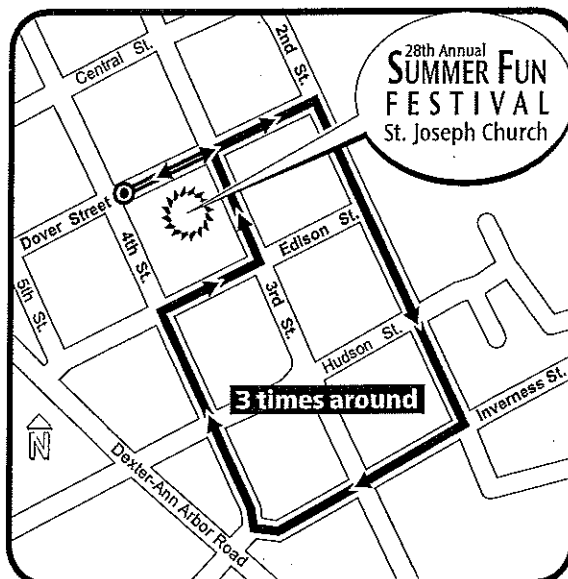 28th Annual
SUMMER FUN
FESTIVAL
St. Joseph Church
Central St.
2nd St.
Dover Street
4th St.
5th St.
Edison St.
3rd St.
Hudson St.
Inverness St.
3 times around
N
Dexter-Ann Arbor Road